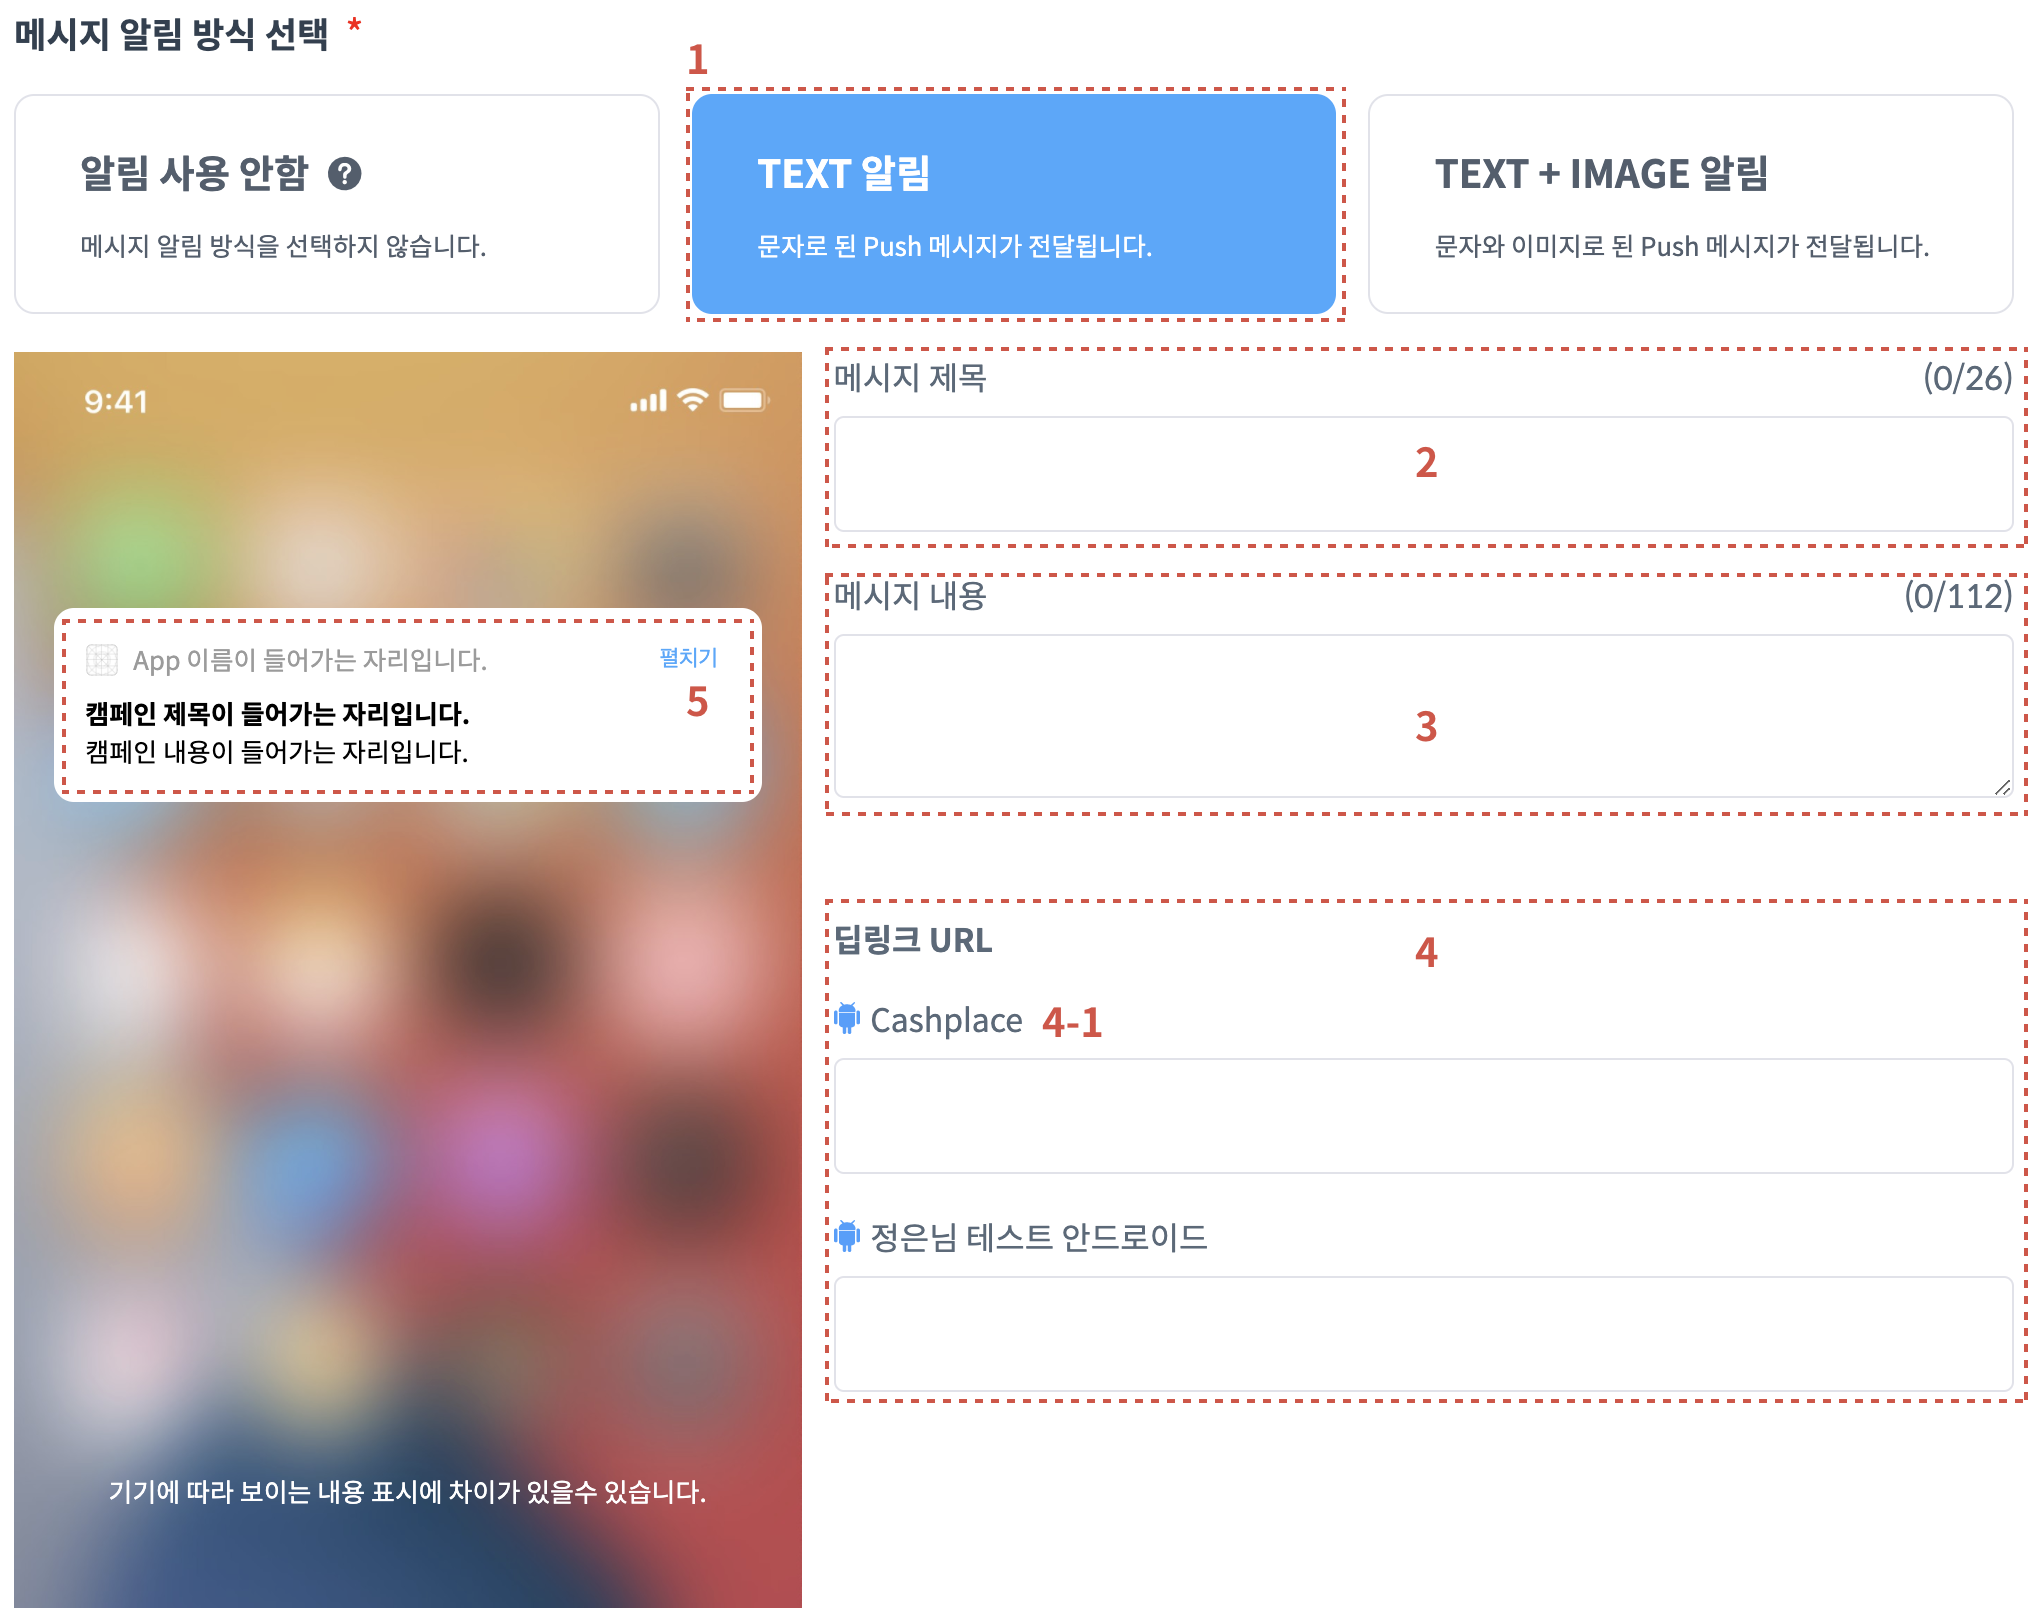 메시지 알림 방식 선택 *
1
알림 사용 안함 ?
메시지 알림 방식을 선택하지 않습니다.
TEXT 알림
문자로 된 Push 메시지가 전달됩니다.
TEXT + IMAGE 알림
문자와 이미지로 된 Push 메시지가 전달됩니다.
9:41
App 이름이 들어가는 자리입니다.
펼치기
5
캠페인 제목이 들어가는 자리입니다.
캠페인 내용이 들어가는 자리입니다.
기기에 따라 보이는 내용 표시에 차이가 있을수 있습니다.
메시지 제목 (0/26)
2
메시지 내용 (0/112)
3
딥링크 URL
4
Cashplace 4-1
정은님 테스트 안드로이드